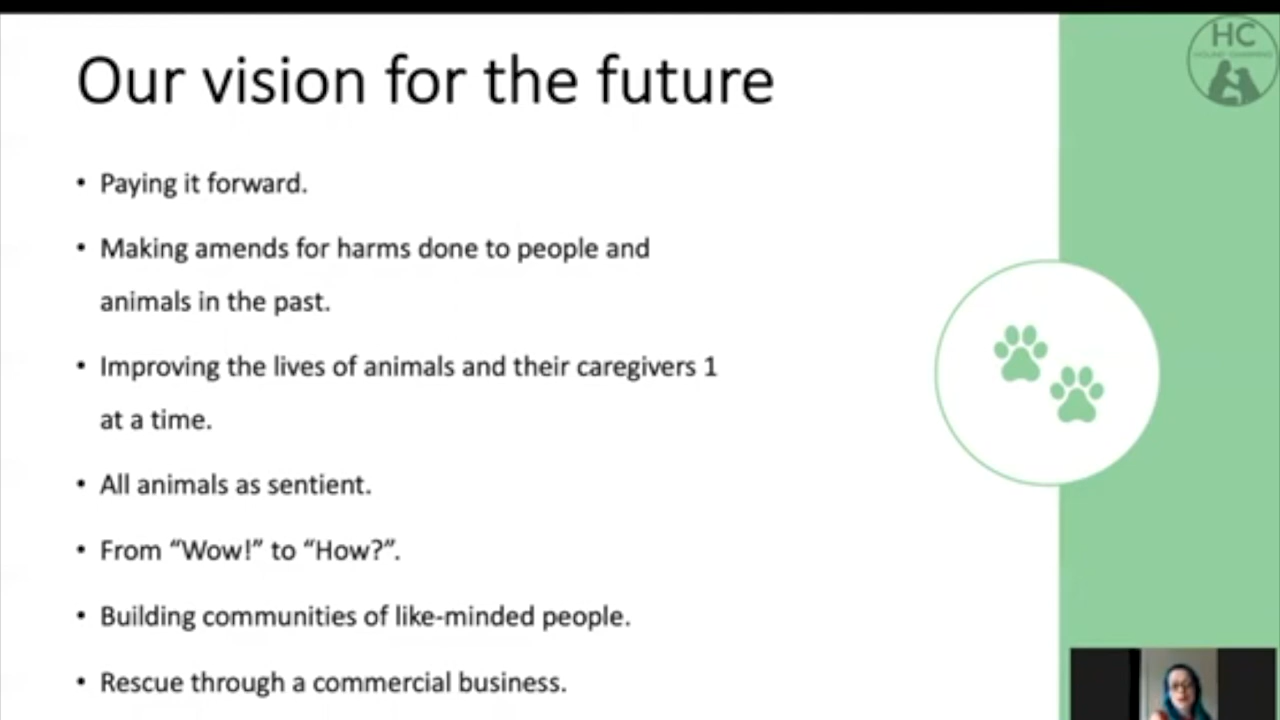 HC
Our vision for the future
• Paying it forward.
• Making amends for harms done to people and
animals in the past.
• Improving the lives of animals and their caregivers 1
at a time.
• All animals as sentient.
• From “Wow!” to “How?”.
• Building communities of like-minded people.
• Rescue through a commercial business.